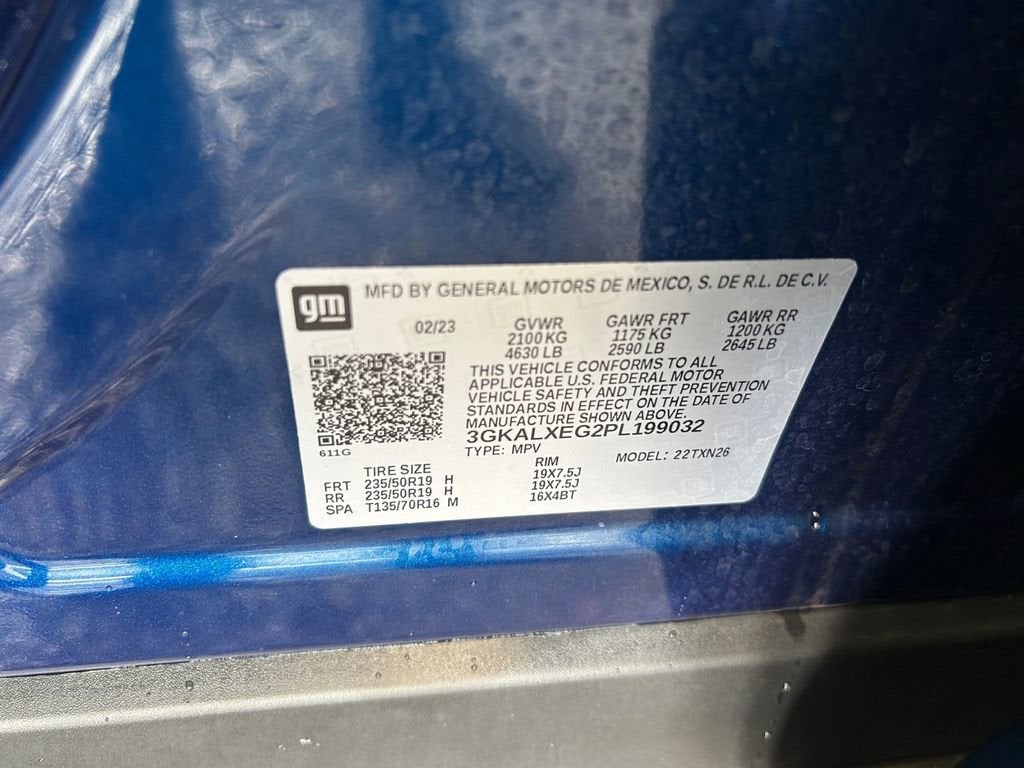 gm
MFD BY GENERAL MOTORS DE MEXICO, S. DE R.L. DE C.V.
02/23 GVWR GAWR FRT GAWR RR
2100 KG 1175 KG 1200 KG
4630 LB 2590 LB 2645 LB
THIS VEHICLE CONFORMS TO ALL
APPLICABLE U.S. FEDERAL MOTOR
VEHICLE SAFETY AND THEFT PREVENTION
STANDARDS IN EFFECT ON THE DATE OF
MANUFACTURE SHOWN ABOVE.
3GKALXEG2PL199032
611G
TYPE: MPV MODEL: 22TXN26
TIRE SIZE RIM
FRT 235/50R19 H 19X7.5J
RR 235/50R19 H 19X7.5J
SPA T135/70R16 M 16X4BT